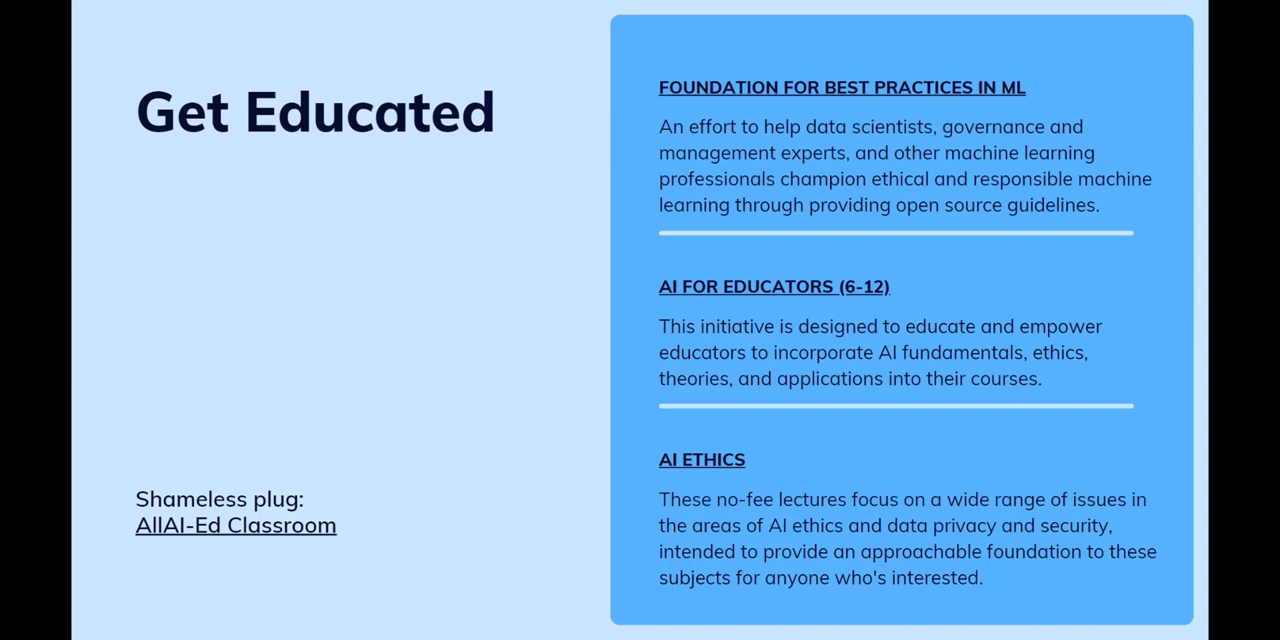 Get Educated
Shameless plug:
AllAI-Ed Classroom
FOUNDATION FOR BEST PRACTICES IN ML
An effort to help data scientists, governance and
management experts, and other machine learning
professionals champion ethical and responsible machine
learning through providing open source guidelines.
AI FOR EDUCATORS (6-12)
This initiative is designed to educate and empower
educators to incorporate AI fundamentals, ethics,
theories, and applications into their courses.
AI ETHICS
These no-fee lectures focus on a wide range of issues in
the areas of AI ethics and data privacy and security,
intended to provide an approachable foundation to these
subjects for anyone who's interested.